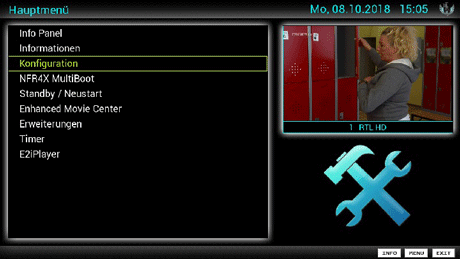 Hauptmenü
Mo, 08.10.2018 15:05
Info Panel
Informationen
Konfiguration
NFR4X MultiBoot
Standby / Neustart
Enhanced Movie Center
Erweiterungen
Timer
E2iPlayer
1 RTL HD
INFO MENU EXIT